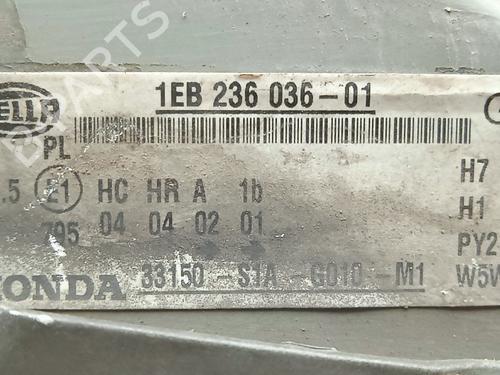 HELLA 1EB 236 036-01
PL
H7
.5 E1 HC HR A 1b
H1
795 04 04 02 01
PY2
HONDA 33150-S1A-G010-M1 W5W